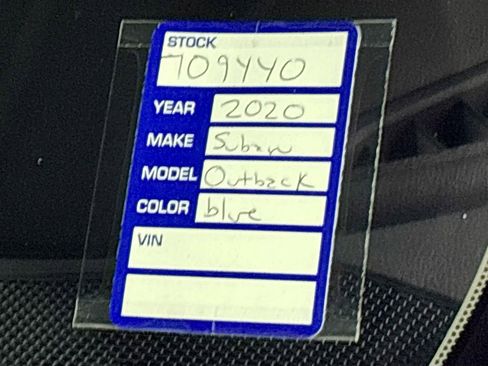 STOCK
709440
YEAR 2020
MAKE Subaru
MODEL Outback
COLOR blue
VIN